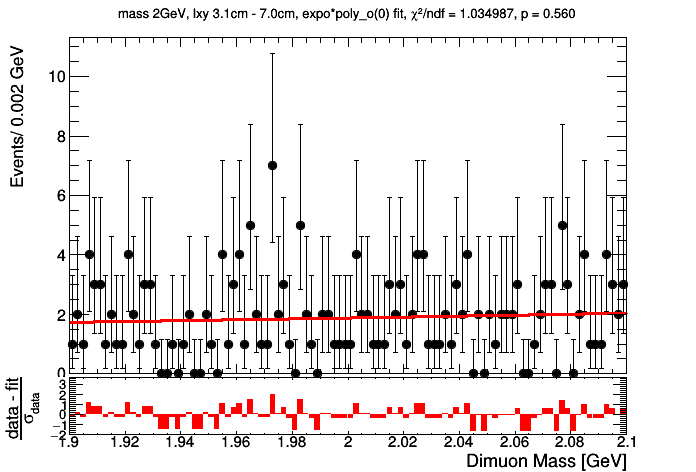 mass 2GeV, lxy 3.1cm - 7.0cm, expo*poly_o(0) fit, χ²/ndf = 1.034987, p = 0.560
Events/ 0.002 GeV
10
8
6
4
2
0
data - fit
σdata
3
2
1
0
−1
−2
1.9 1.92 1.94 1.96 1.98 2 2.02 2.04 2.06 2.08 2.1
Dimuon Mass [GeV]